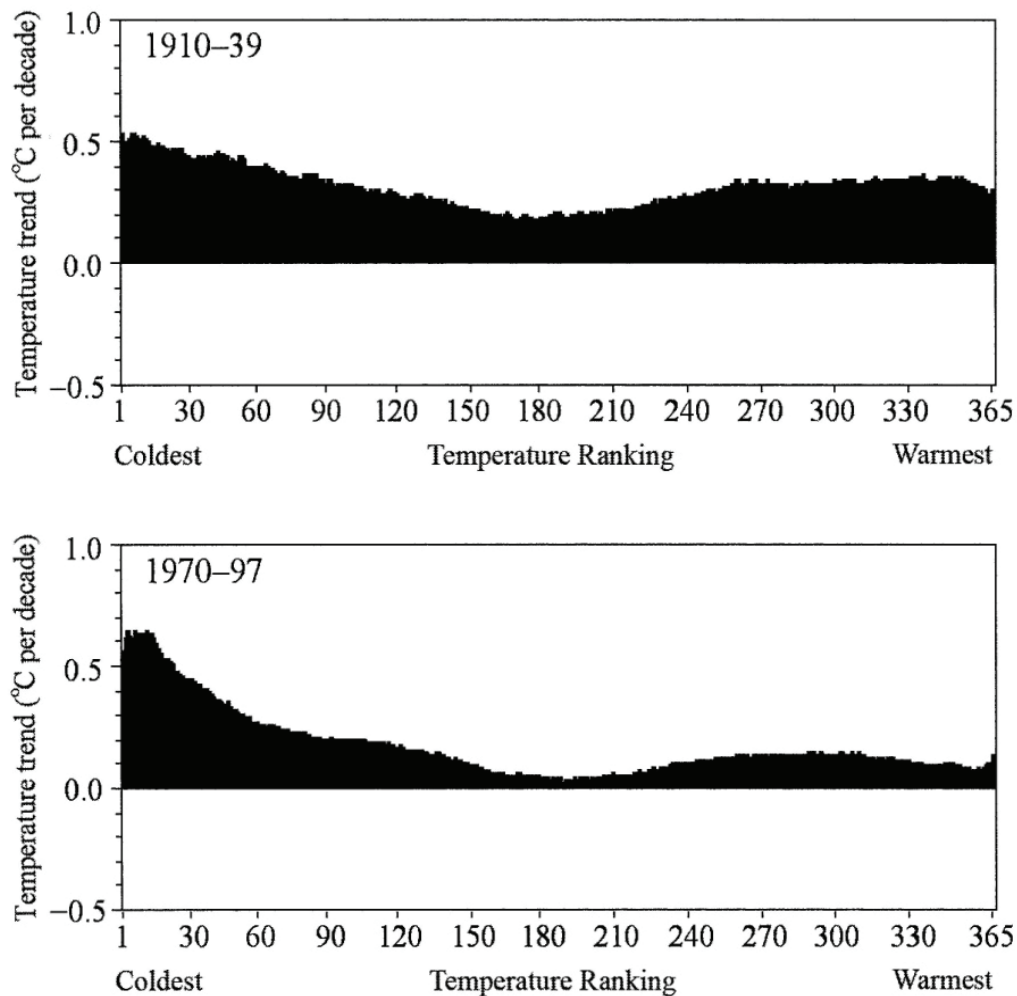 1910–39
Temperature trend (°C per decade)
1.0
0.5
0.0
−0.5
1 30 60 90 120 150 180 210 240 270 300 330 365
Coldest Temperature Ranking Warmest
1970–97
Temperature trend (°C per decade)
1.0
0.5
0.0
−0.5
1 30 60 90 120 150 180 210 240 270 300 330 365
Coldest Temperature Ranking Warmest